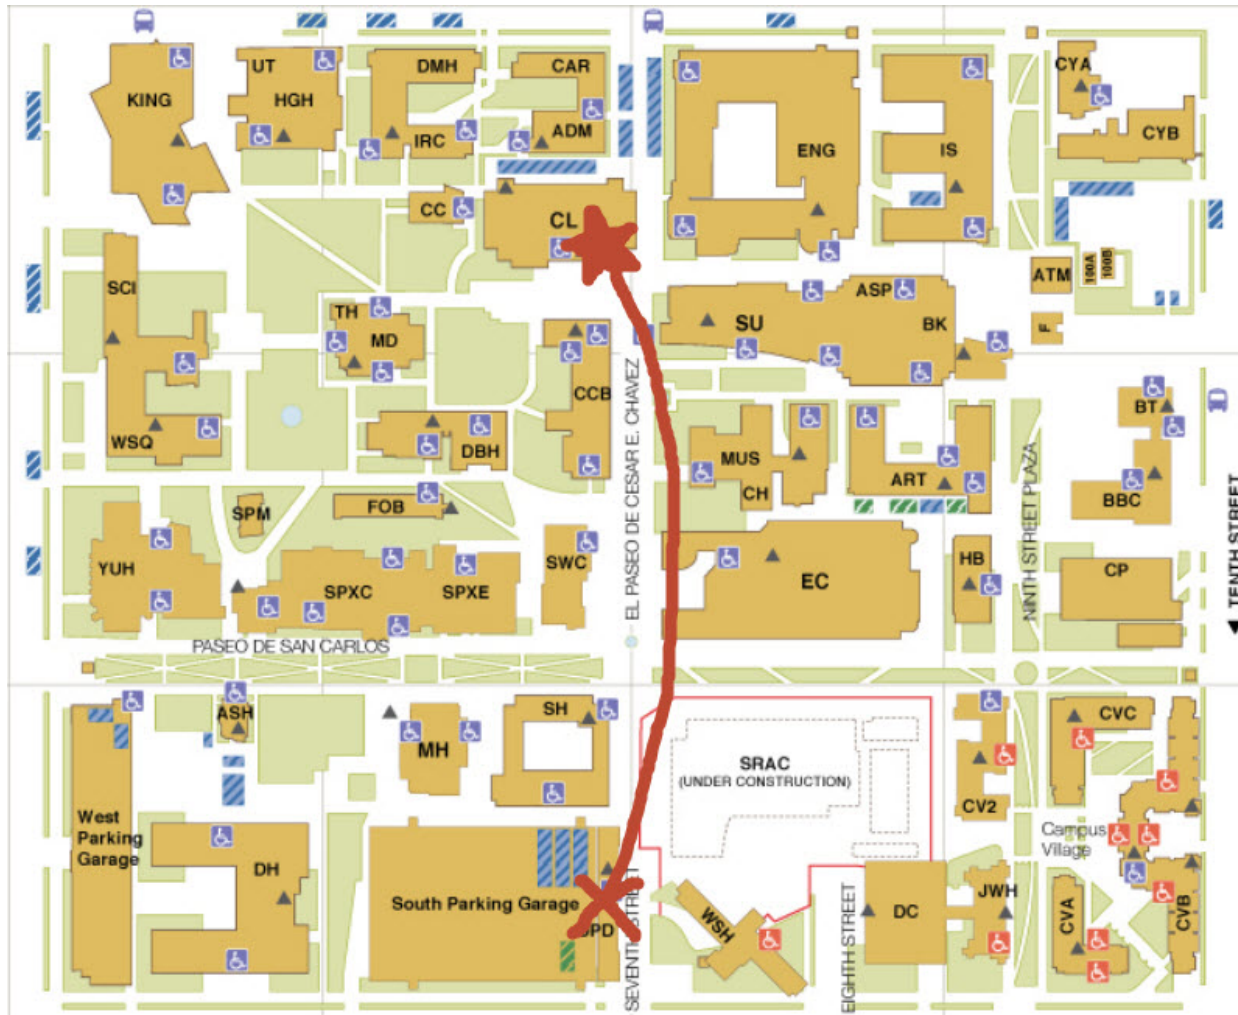 UT
DMH
CAR
CYA
KING
HGH
IRC
ADM
ENG
IS
CYB
CC
CL
SCI
ATM
100A
100B
TH
MD
SU
ASP
BK
F
CCB
EL PASEO DE CESAR E. CHAVEZ
WSQ
DBH
MUS
CH
ART
BT
BBC
NINTH STREET PLAZA
◄ TENTH STREET
SPM
FOB
YUH
SPXC
SPXE
SWC
EC
HB
CP
PASEO DE SAN CARLOS
ASH
MH
SH
SRAC
(UNDER CONSTRUCTION)
CV2
CVC
West
Parking
Garage
Campus
Village
DH
South Parking Garage
PD
SEVENTH STREET
WSH
EIGHTH STREET
DC
JWH
CVA
CVB